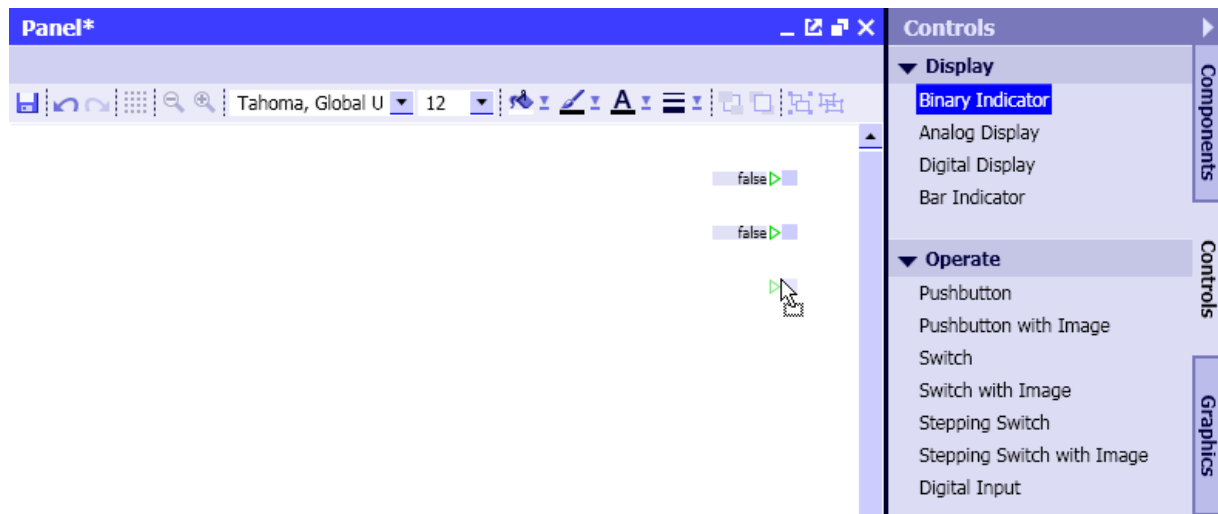 Panel*
Tahoma, Global U 12
false
false
Controls
Display
Binary Indicator
Analog Display
Digital Display
Bar Indicator
Operate
Pushbutton
Pushbutton with Image
Switch
Switch with Image
Stepping Switch
Stepping Switch with Image
Digital Input
Components
Controls
Graphics